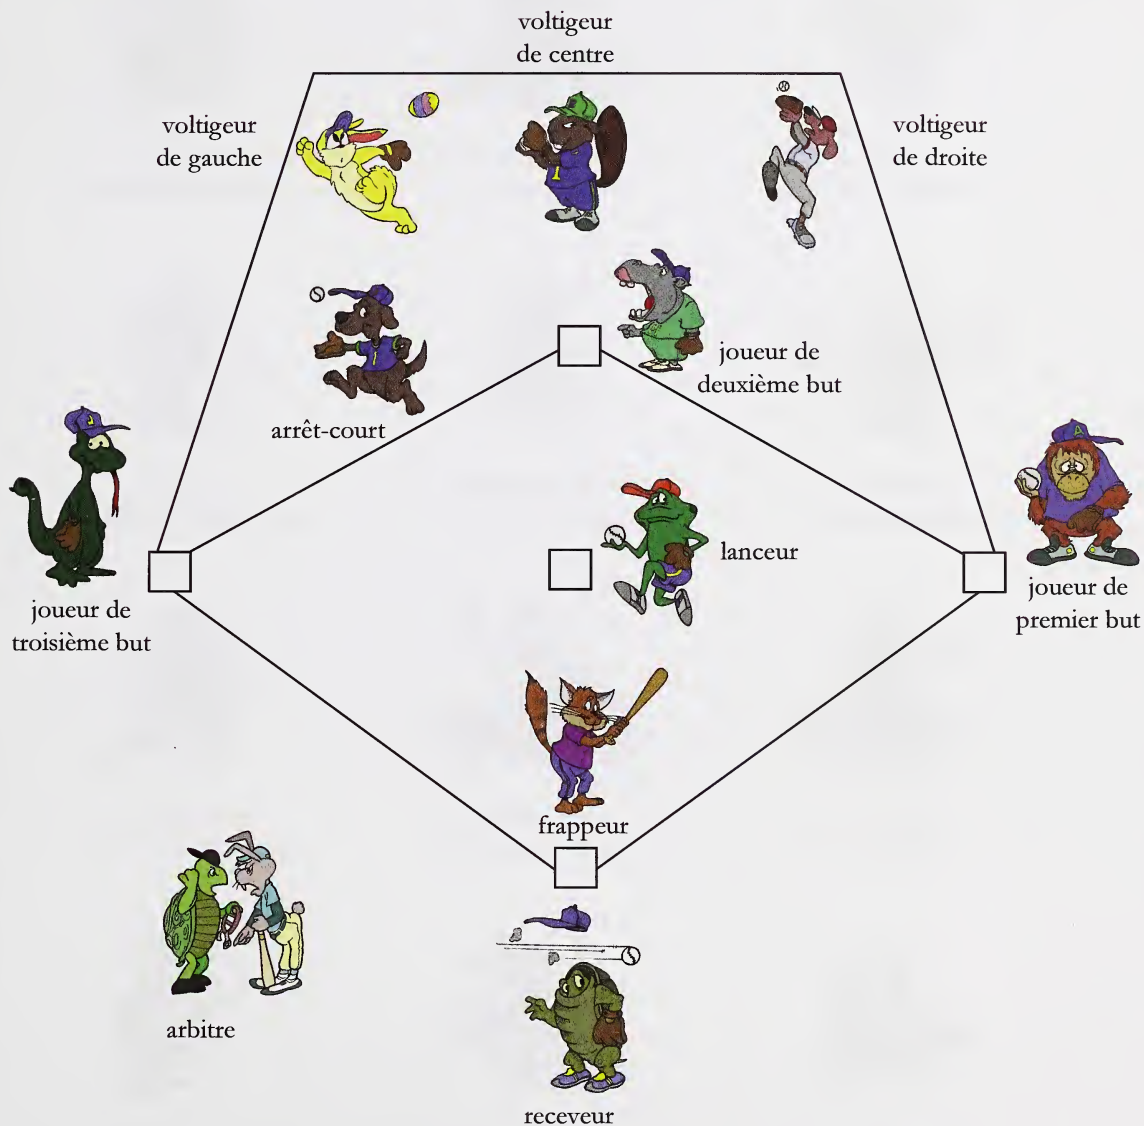 voltigeur
de centre
voltigeur
de gauche
voltigeur
de droite
joueur de
deuxième but
arrêt-court
lanceur
joueur de
troisième but
joueur de
premier but
frappeur
arbitre
receveur
J
A